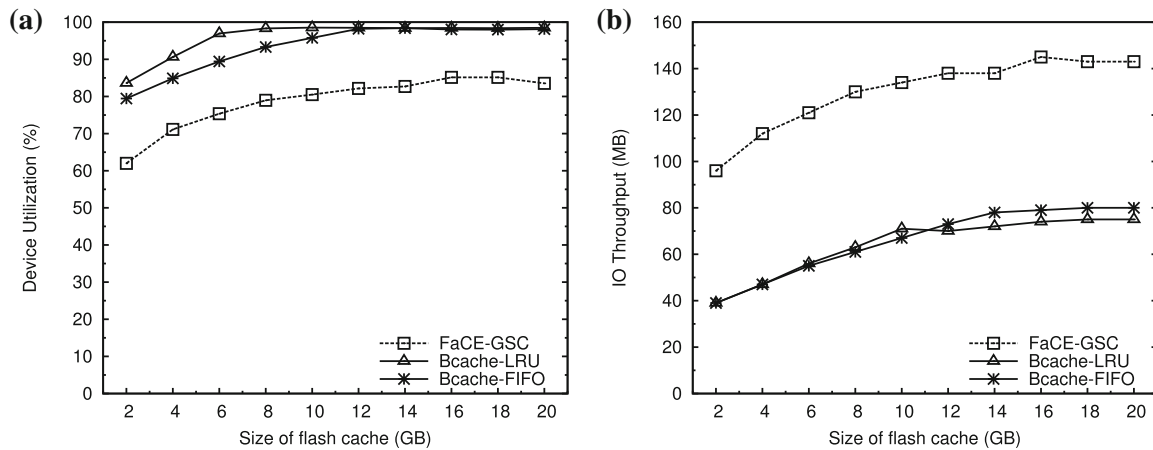 (a)
Device Utilization (%)
100
90
80
70
60
50
40
30
20
10
0
2 4 6 8 10 12 14 16 18 20
Size of flash cache (GB)
FaCE-GSC
Bcache-LRU
Bcache-FIFO
(b)
IO Throughput (MB)
160
140
120
100
80
60
40
20
0
2 4 6 8 10 12 14 16 18 20
Size of flash cache (GB)
FaCE-GSC
Bcache-LRU
Bcache-FIFO